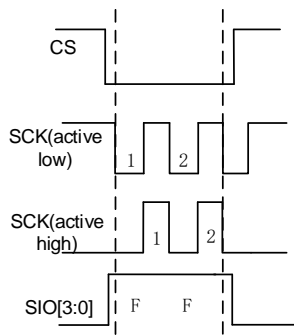 CS
SCK(active
low)
1 2
SCK(active
high)
1 2
SIO[3:0]
F F